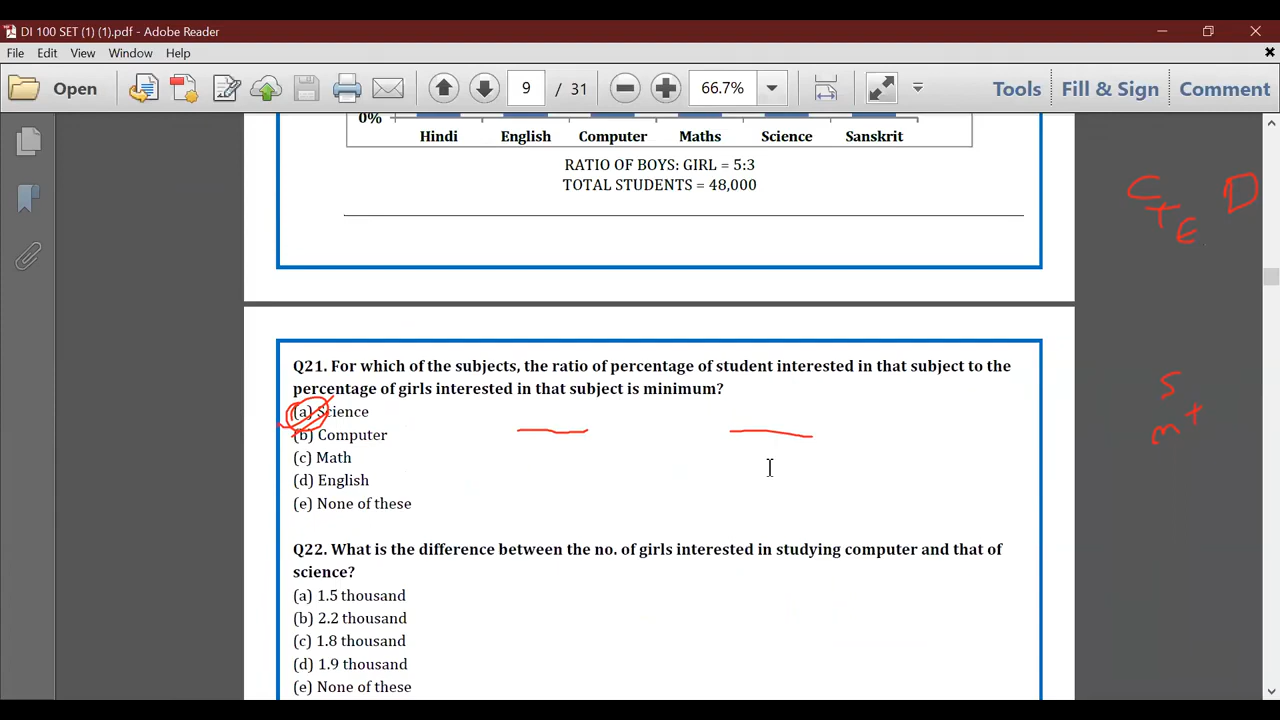 DI 100 SET (1) (1).pdf - Adobe Reader
File Edit View Window Help
Open 9 / 31 66.7% Tools Fill & Sign Comment
0%
Hindi English Computer Maths Science Sanskrit
RATIO OF BOYS: GIRL = 5:3
TOTAL STUDENTS = 48,000
C D
+
E
Q21. For which of the subjects, the ratio of percentage of student interested in that subject to the
percentage of girls interested in that subject is minimum?
(a) Science
(b) Computer
(c) Math
(d) English
(e) None of these
S
+
m
Q22. What is the difference between the no. of girls interested in studying computer and that of
science?
(a) 1.5 thousand
(b) 2.2 thousand
(c) 1.8 thousand
(d) 1.9 thousand
(e) None of these